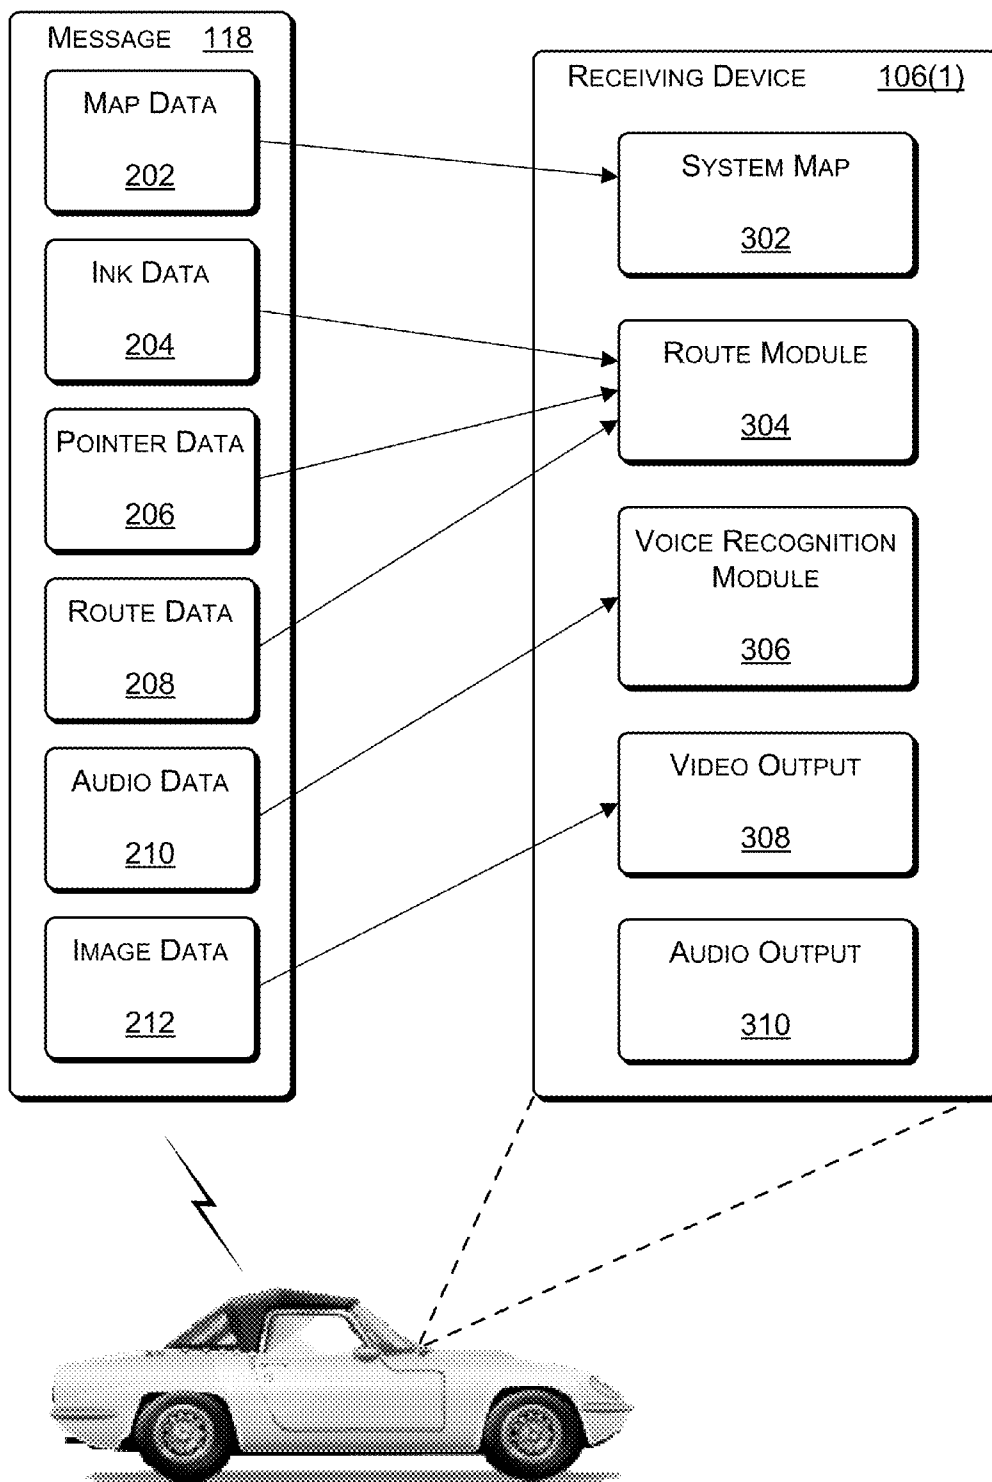 MESSAGE 118
MAP DATA
202
INK DATA
204
POINTER DATA
206
ROUTE DATA
208
AUDIO DATA
210
IMAGE DATA
212
RECEIVING DEVICE 106(1)
SYSTEM MAP
302
ROUTE MODULE
304
VOICE RECOGNITION
MODULE
306
VIDEO OUTPUT
308
AUDIO OUTPUT
310